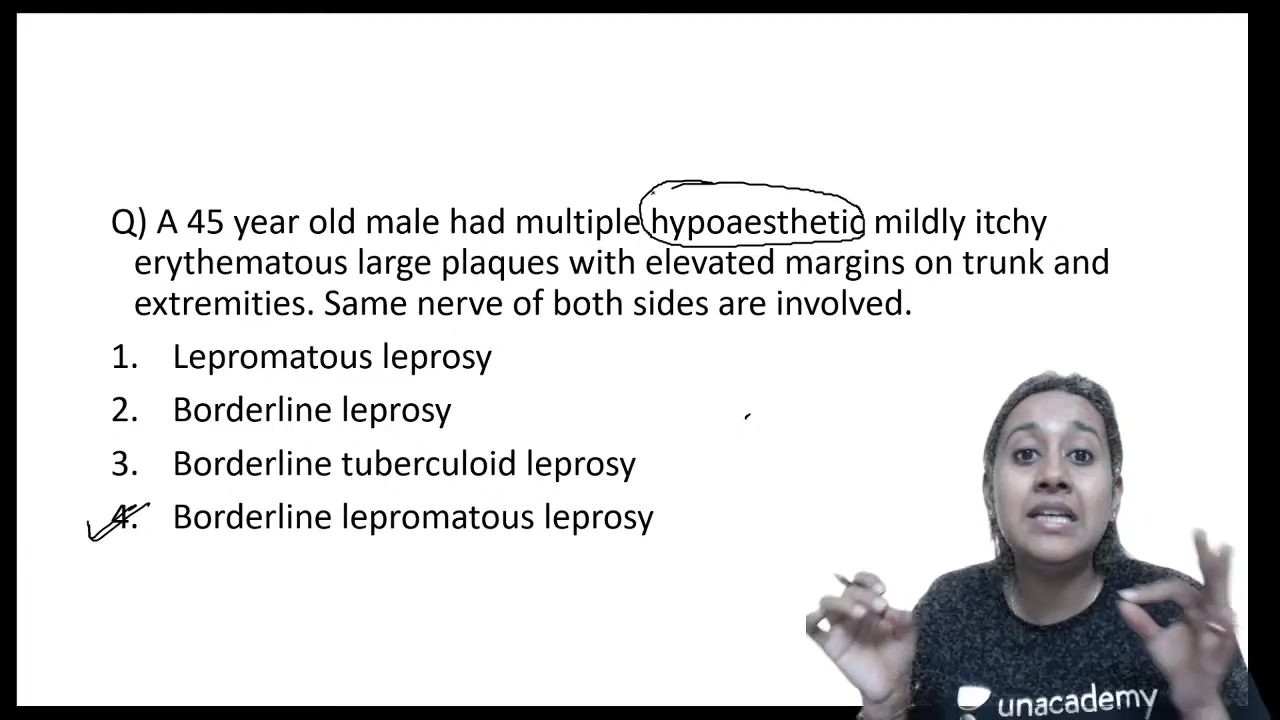 Q) A 45 year old male had multiple hypoaesthetic mildly itchy
erythematous large plaques with elevated margins on trunk and
extremities. Same nerve of both sides are involved.
1. Lepromatous leprosy
2. Borderline leprosy
3. Borderline tuberculoid leprosy
4. Borderline lepromatous leprosy
unacademy